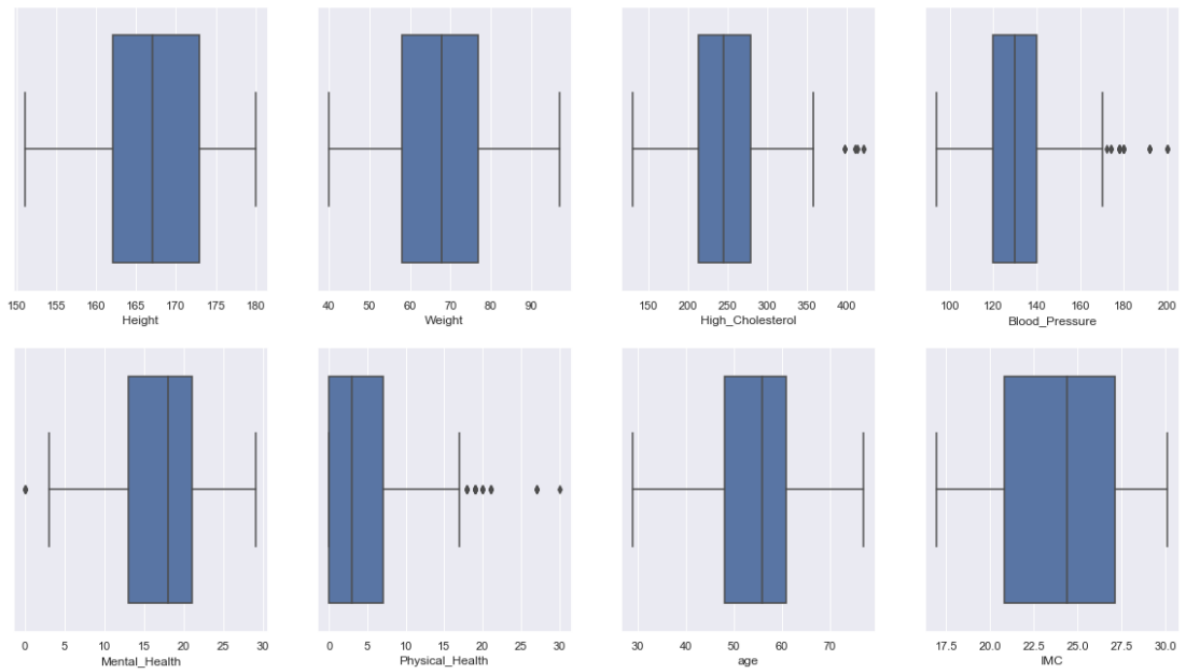 150 155 160 165 170 175 180
Height
40 50 60 70 80 90
Weight
150 200 250 300 350 400
High_Cholesterol
100 120 140 160 180 200
Blood_Pressure
0 5 10 15 20 25 30
Mental_Health
0 5 10 15 20 25 30
Physical_Health
30 40 50 60 70
age
17.5 20.0 22.5 25.0 27.5 30.0
IMC